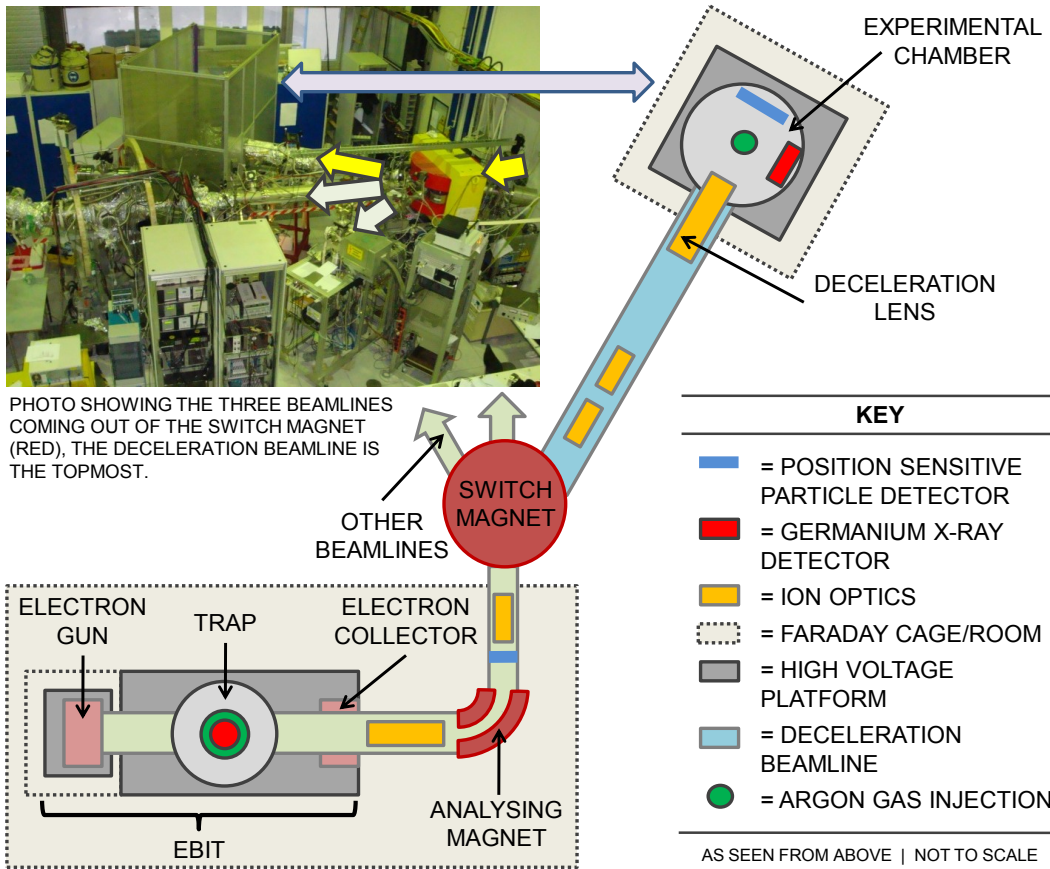 EXPERIMENTAL
CHAMBER
DECELERATION
LENS
PHOTO SHOWING THE THREE BEAMLINES
COMING OUT OF THE SWITCH MAGNET
(RED), THE DECELERATION BEAMLINE IS
THE TOPMOST.
SWITCH
MAGNET
OTHER
BEAMLINES
ELECTRON
GUN
TRAP
ELECTRON
COLLECTOR
ANALYSING
MAGNET
EBIT
KEY
= POSITION SENSITIVE
PARTICLE DETECTOR
= GERMANIUM X-RAY
DETECTOR
= ION OPTICS
= FARADAY CAGE/ROOM
= HIGH VOLTAGE
PLATFORM
= DECELERATION
BEAMLINE
= ARGON GAS INJECTION
AS SEEN FROM ABOVE | NOT TO SCALE